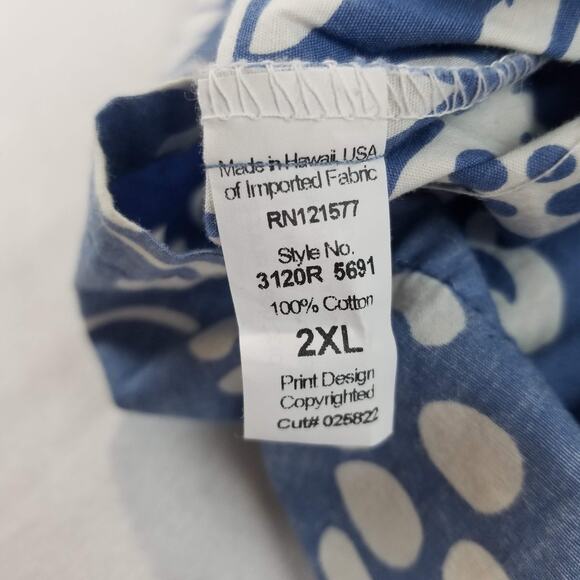 Made in Hawaii, USA
of Imported Fabric
RN121577
Style No.
3120R 5691
100% Cotton
2XL
Print Design
Copyrighted
Cut# 025822